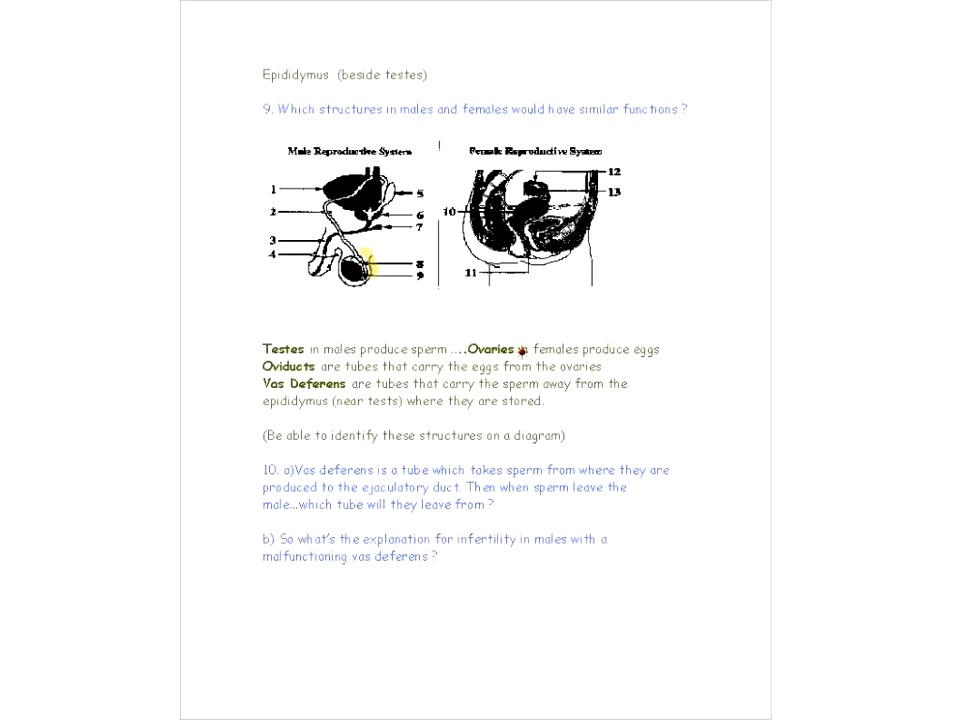 Epididymus (beside testes)
9. Which structures in males and females would have similar functions ?
Male Reproductive System
Female Reproductive System
1
2
3
4
5
6
7
8
9
10
11
12
13
Testes in males produce sperm ....Ovaries in females produce eggs
Oviducts are tubes that carry the eggs from the ovaries
Vas Deferens are tubes that carry the sperm away from the
epididymus (near tests) where they are stored.
(Be able to identify these structures on a diagram)
10. a)Vas deferens is a tube which takes sperm from where they are
produced to the ejaculatory duct. Then when sperm leave the
male...which tube will they leave from ?
b) So what's the explanation for infertility in males with a
malfunctioning vas deferens ?